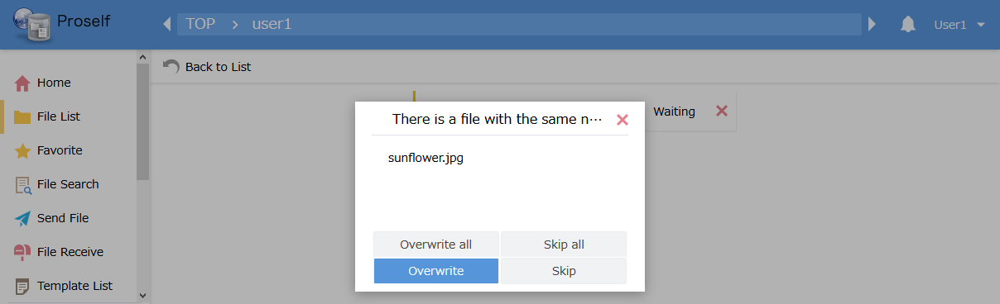 Proself
TOP > user1
User1
Home
File List
Favorite
File Search
Send File
File Receive
Template List
Back to List
Waiting
There is a file with the same n…
sunflower.jpg
Overwrite all
Skip all
Overwrite
Skip